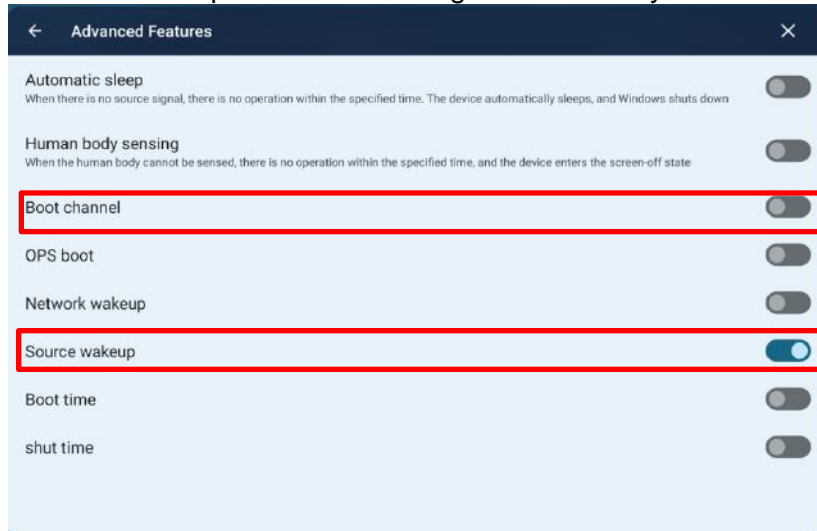 Advanced Features
Automatic sleep
When there is no source signal, there is no operation within the specified time. The device automatically sleeps, and Windows shuts down
Human body sensing
When the human body cannot be sensed, there is no operation within the specified time, and the device enters the screen-off state
Boot channel
OPS boot
Network wakeup
Source wakeup
Boot time
shut time